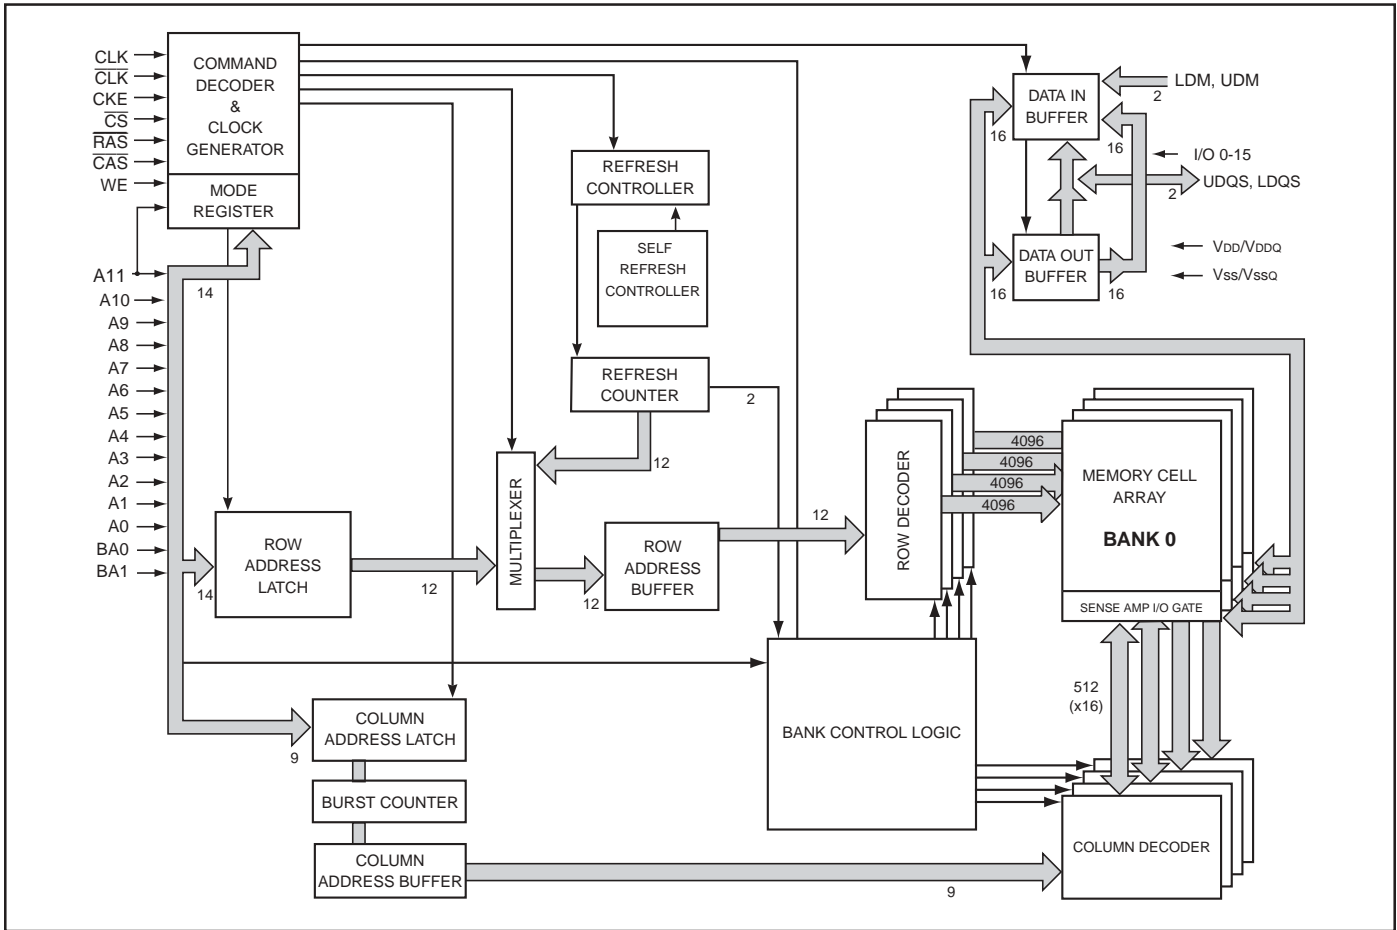 CLK
CLK
CKE
CS
RAS
CAS
WE
A11
A10
A9
A8
A7
A6
A5
A4
A3
A2
A1
A0
BA0
BA1
COMMAND
DECODER
&
CLOCK
GENERATOR
MODE
REGISTER
14
REFRESH
CONTROLLER
SELF
REFRESH
CONTROLLER
REFRESH
COUNTER
2
12
DATA IN
BUFFER
LDM, UDM
2
16
16
I/O 0-15
UDQS, LDQS
2
DATA OUT
BUFFER
16
16
VDD/VDDQ
VSS/VSSQ
ROW
ADDRESS
LATCH
14
12
MULTIPLEXER
12
ROW
ADDRESS
BUFFER
12
ROW DECODER
4096
4096
4096
4096
MEMORY CELL
ARRAY
BANK 0
SENSE AMP I/O GATE
512
(x16)
BANK CONTROL LOGIC
COLUMN
ADDRESS LATCH
9
BURST COUNTER
COLUMN
ADDRESS BUFFER
9
COLUMN DECODER